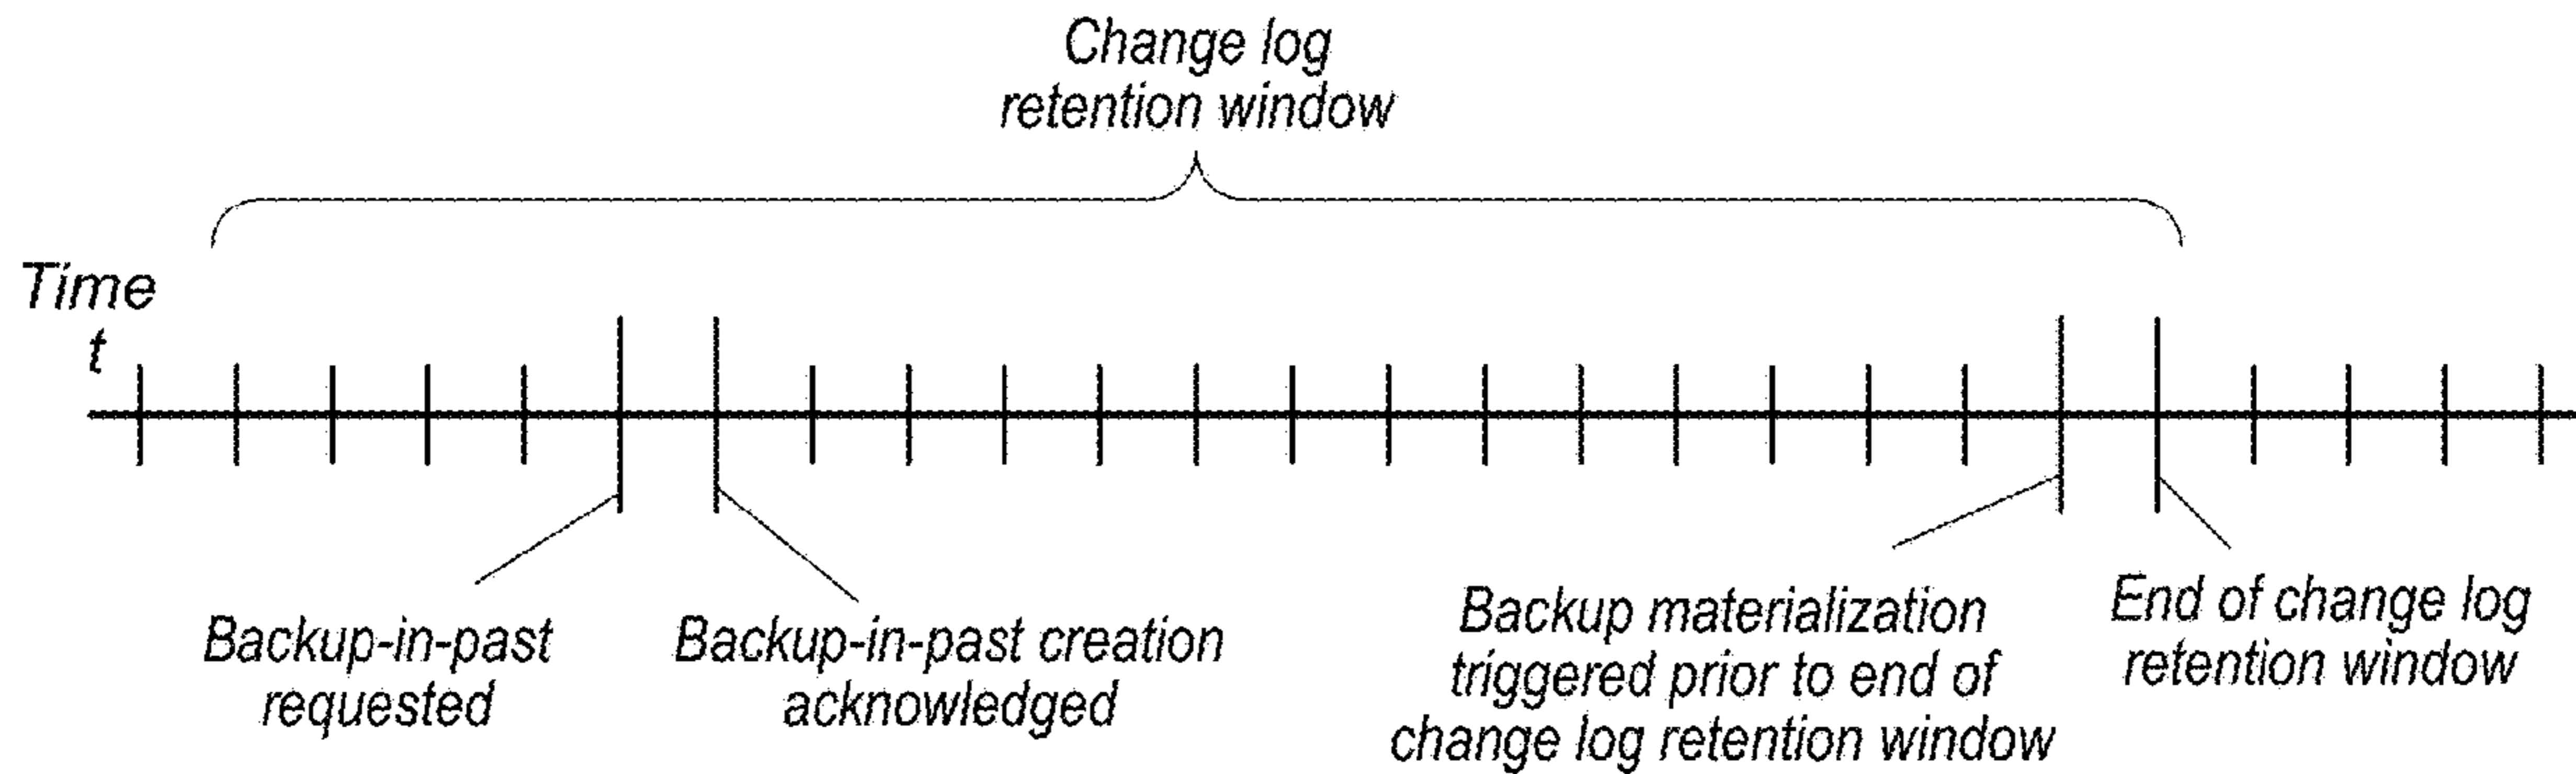 Change log
retention window
Time
t
Backup-in-past
requested
Backup-in-past creation
acknowledged
Backup materialization
triggered prior to end of
change log retention window
End of change log
retention window